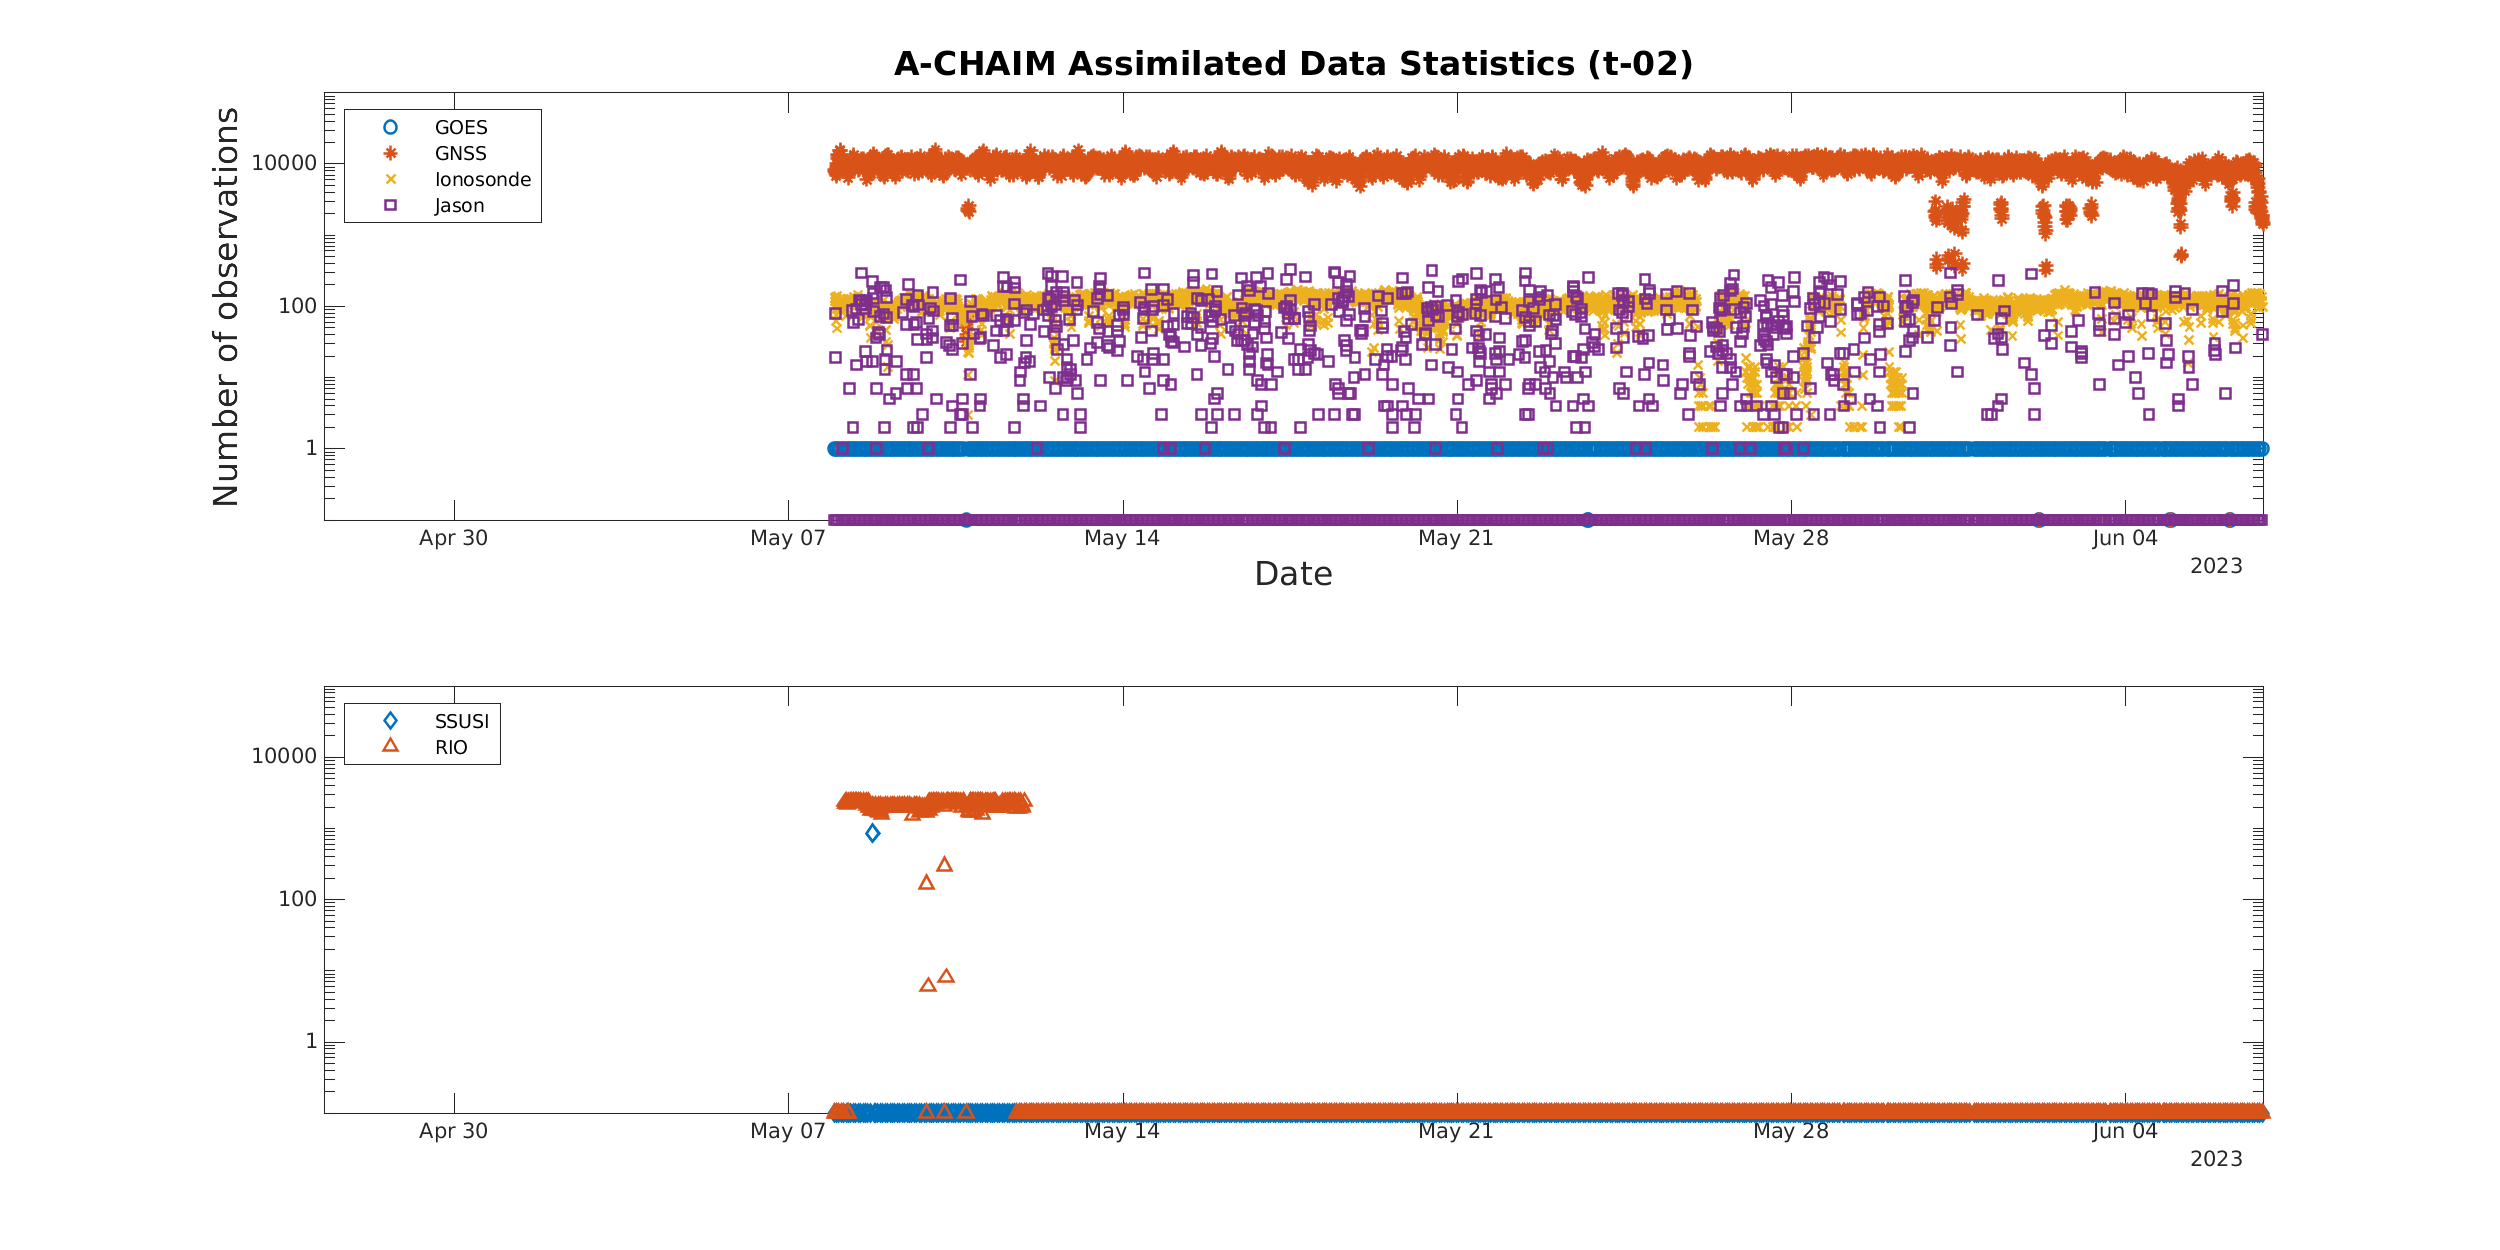 A-CHAIM Assimilated Data Statistics (t-02)
Number of observations
10000
100
1
GOES
GNSS
Ionosonde
Jason
Apr 30
May 07
May 14
May 21
May 28
Jun 04
2023
Date
10000
100
1
SSUSI
RIO
Apr 30
May 07
May 14
May 21
May 28
Jun 04
2023